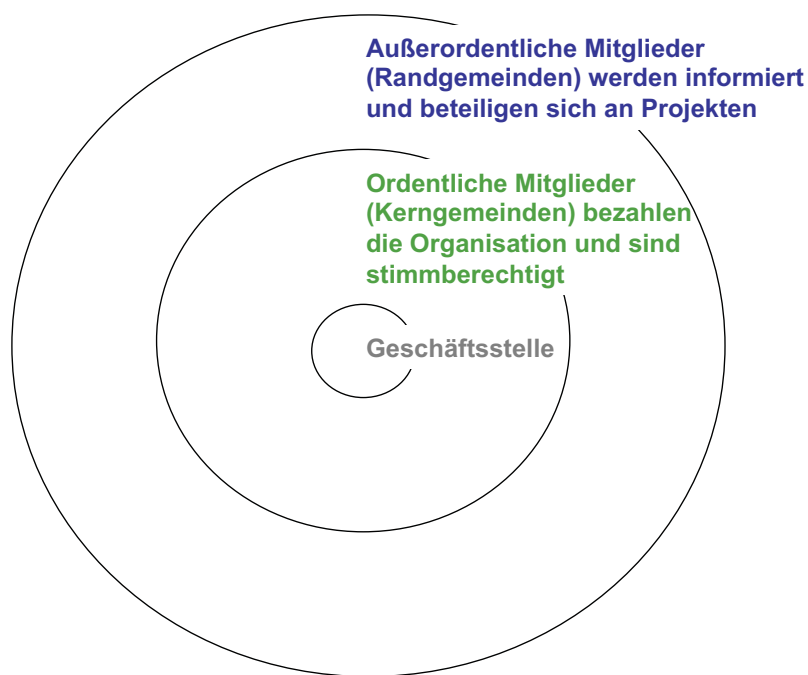 Außerordentliche Mitglieder
(Randgemeinden) werden informiert
und beteiligen sich an Projekten
Ordentliche Mitglieder
(Kerngemeinden) bezahlen
die Organisation und sind
stimmberechtigt
Geschäftsstelle